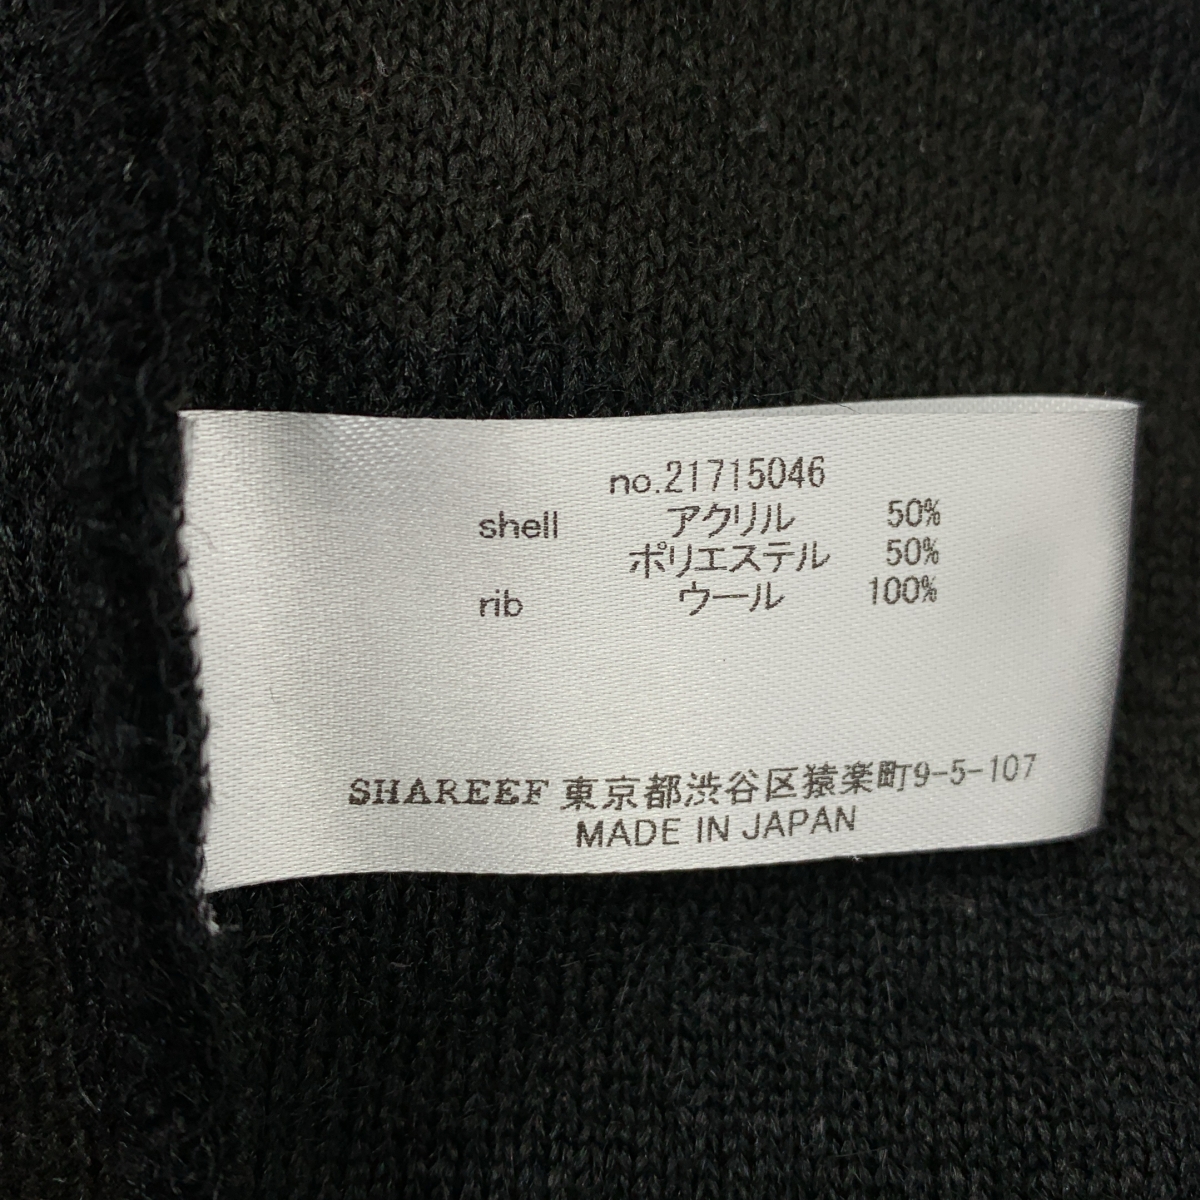 no.21715046
shell アクリル 50%
ポリエステル 50%
rib ウール 100%
SHAREEF 東京都渋谷区猿楽町9-5-107
MADE IN JAPAN